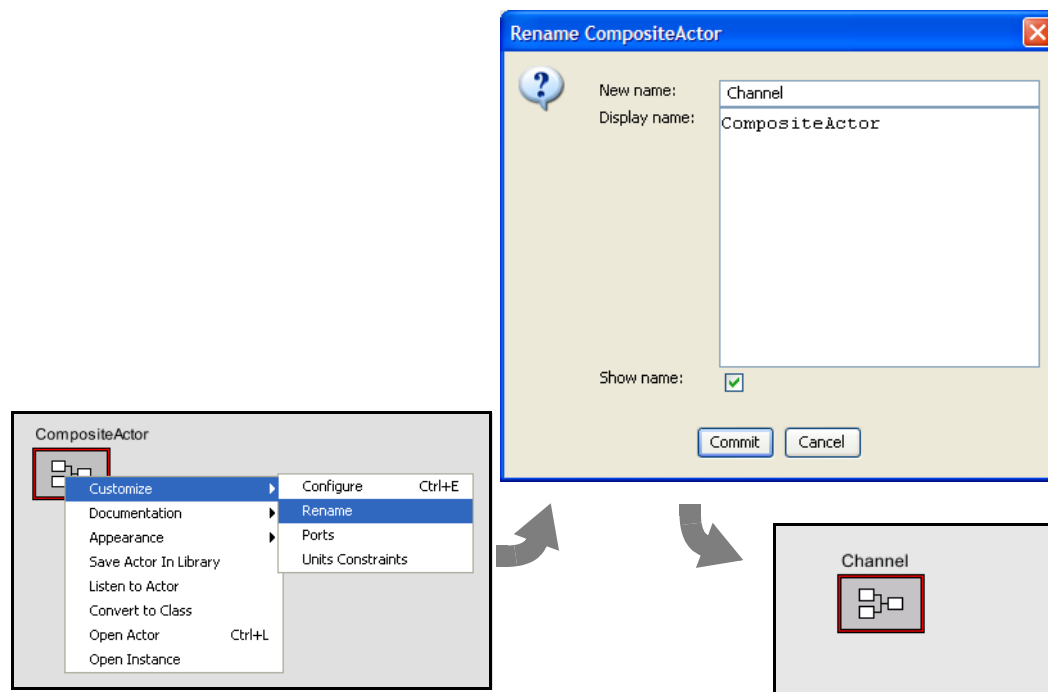 Rename CompositeActor
New name: Channel
Display name: CompositeActor
Show name:
Commit Cancel
CompositeActor
Customize
Documentation
Appearance
Save Actor In Library
Listen to Actor
Convert to Class
Open Actor Ctrl+L
Open Instance
Configure Ctrl+E
Rename
Ports
Units Constraints
Channel